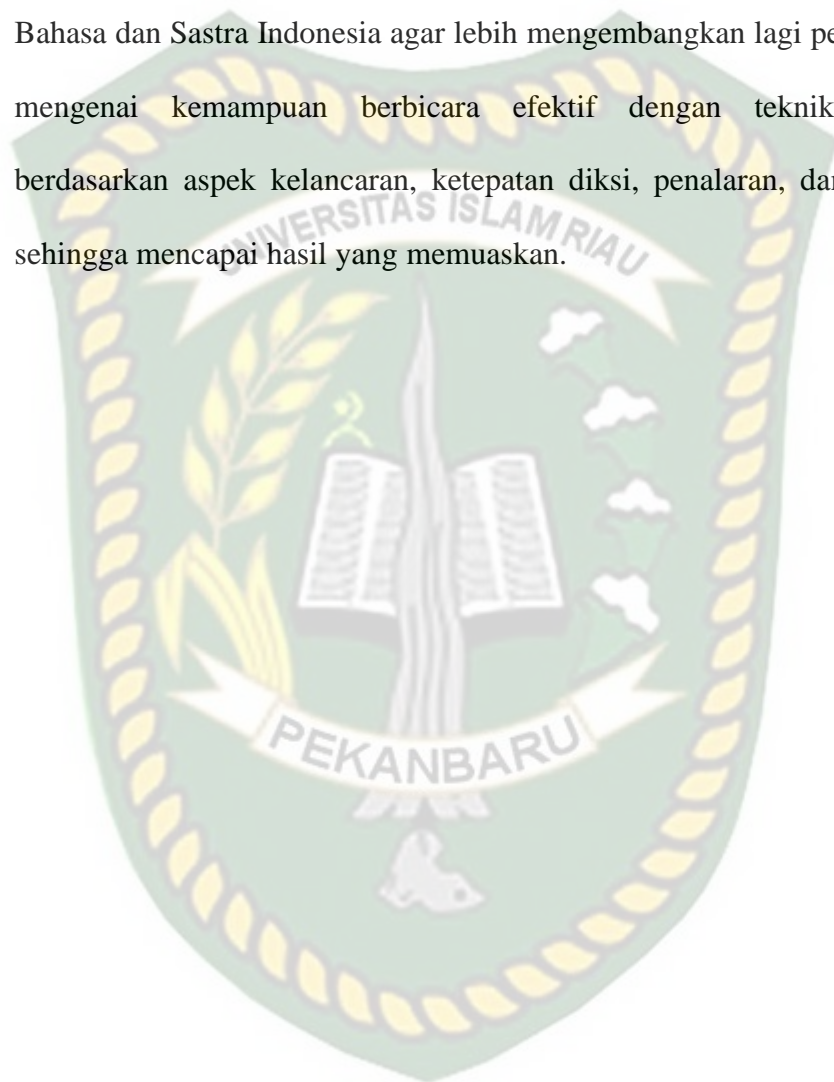 Bahasa dan Sastra Indonesia agar lebih mengembangkan lagi pe
mengenai kemampuan berbicara efektif dengan teknik
berdasarkan aspek kelancaran, ketepatan diksi, penalaran, dan
sehingga mencapai hasil yang memuaskan.
UNIVERSITAS ISLAM RIAU
PEKANBARU